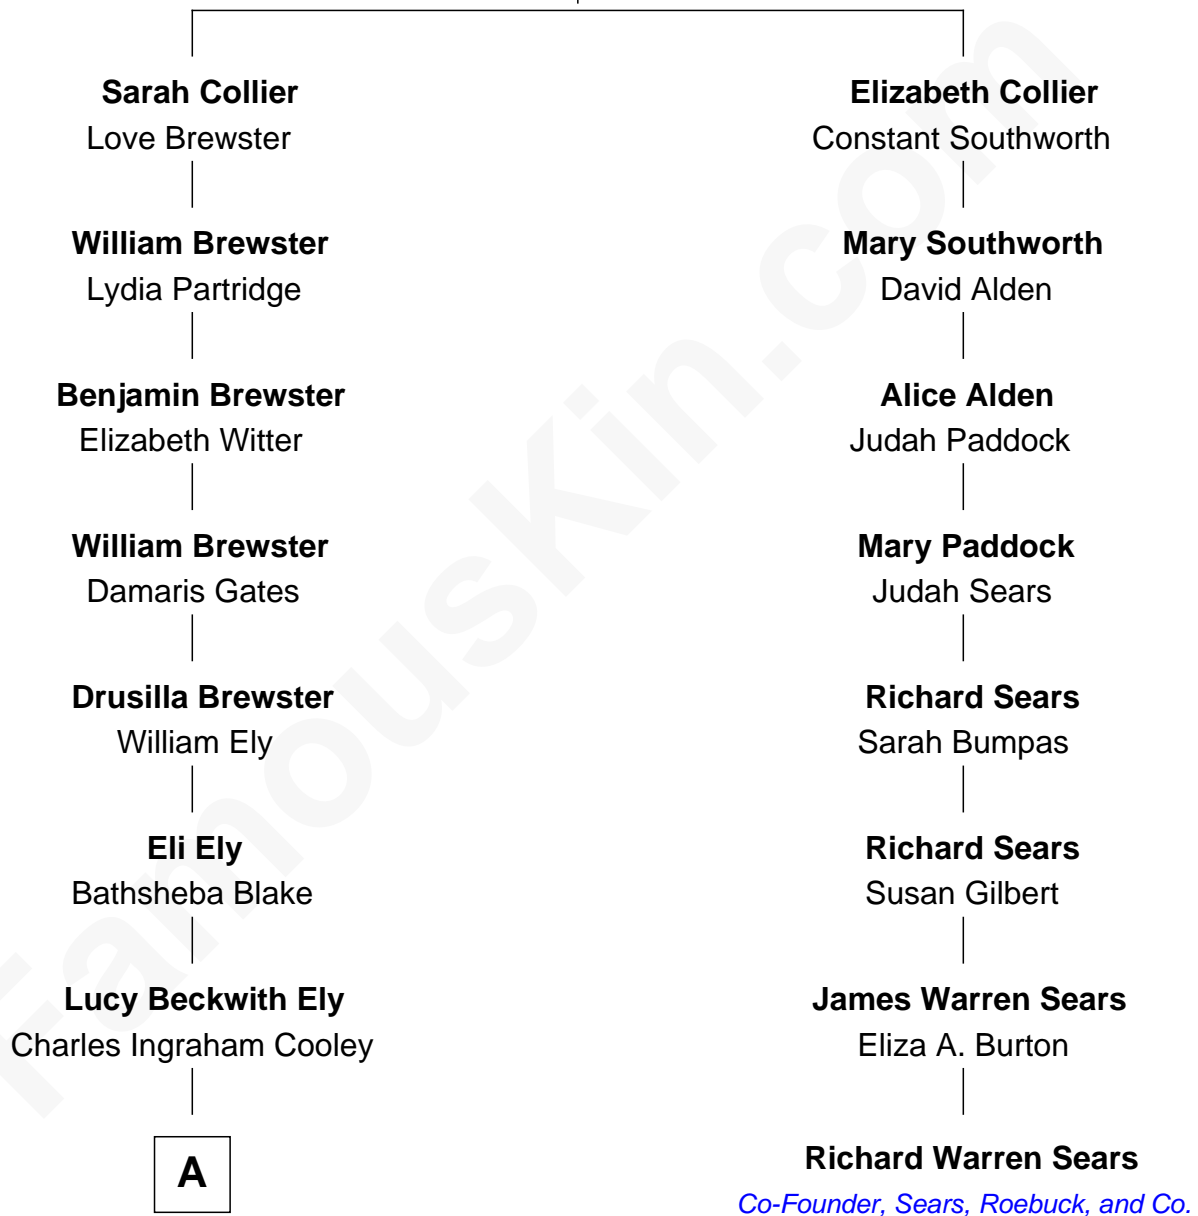 Sarah Collier
Love Brewster
William Brewster
Lydia Partridge
Benjamin Brewster
Elizabeth Witter
William Brewster
Damaris Gates
Drusilla Brewster
William Ely
Eli Ely
Bathsheba Blake
Lucy Beckwith Ely
Charles Ingraham Cooley
A
Elizabeth Collier
Constant Southworth
Mary Southworth
David Alden
Alice Alden
Judah Paddock
Mary Paddock
Judah Sears
Richard Sears
Sarah Bumpas
Richard Sears
Susan Gilbert
James Warren Sears
Eliza A. Burton
Richard Warren Sears
Co-Founder, Sears, Roebuck, and Co.
FamousKin.com